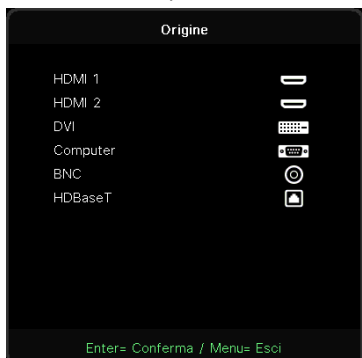 Origine
HDMI 1
HDMI 2
DVI
Computer
BNC
HDBaseT
Enter= Conferma / Menu= Esci